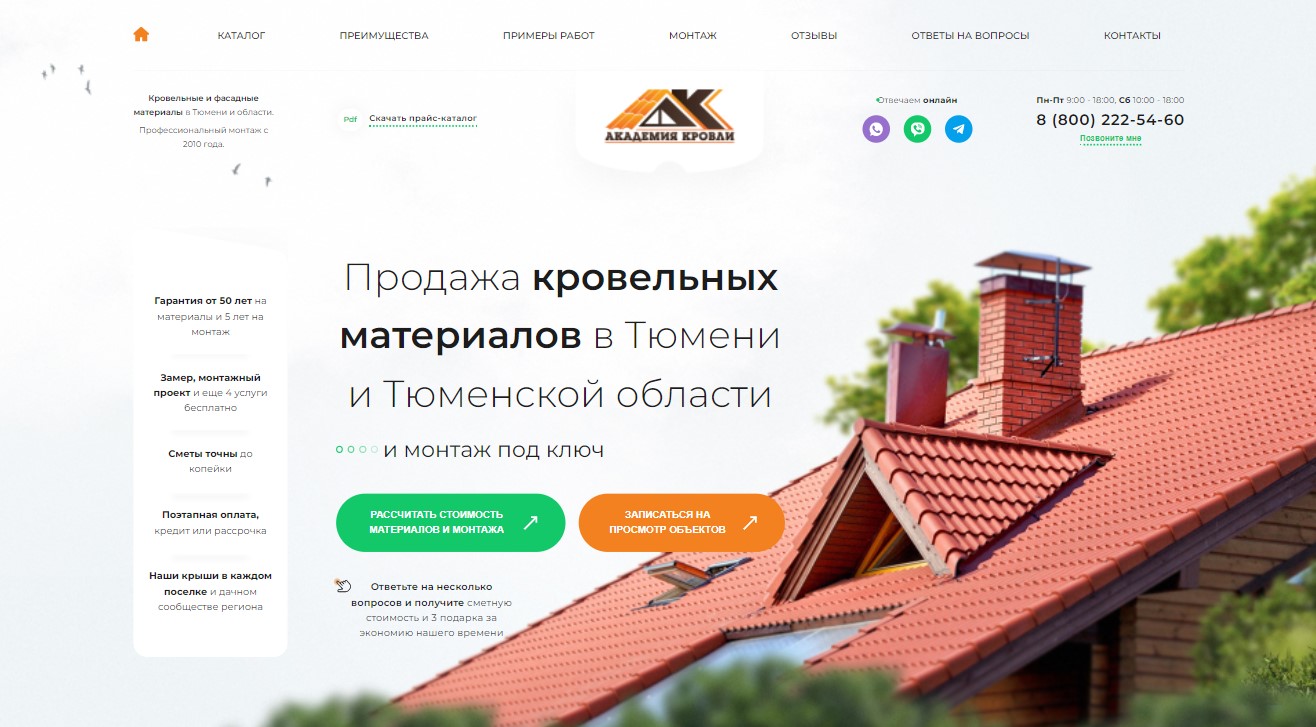 КАТАЛОГ
ПРЕИМУЩЕСТВА
ПРИМЕРЫ РАБОТ
МОНТАЖ
ОТЗЫВЫ
ОТВЕТЫ НА ВОПРОСЫ
КОНТАКТЫ
Кровельные и фасадные
материалы в Тюмени и области.
Профессиональный монтаж с
2010 года.
Pdf
Скачать прайс-каталог
АКАДЕМИЯ КРОВЛИ
Отвечаем онлайн
Пн-Пт 9:00 - 18:00, Сб 10:00 - 18:00
8 (800) 222-54-60
Позвоните мне
Гарантия от 50 лет на
материалы и 5 лет на
монтаж
Замер, монтажный
проект и еще 4 услуги
бесплатно
Сметы точны до
копейки
Поэтапная оплата,
кредит или рассрочка
Наши крыши в каждом
поселке и дачном
сообществе региона
Продажа кровельных
материалов в Тюмени
и Тюменской области
и монтаж под ключ
РАССЧИТАТЬ СТОИМОСТЬ
МАТЕРИАЛОВ И МОНТАЖА
ЗАПИСАТЬСЯ НА
ПРОСМОТР ОБЪЕКТОВ
Ответьте на несколько
вопросов и получите сметную
стоимость и 3 подарка за
экономию нашего времени